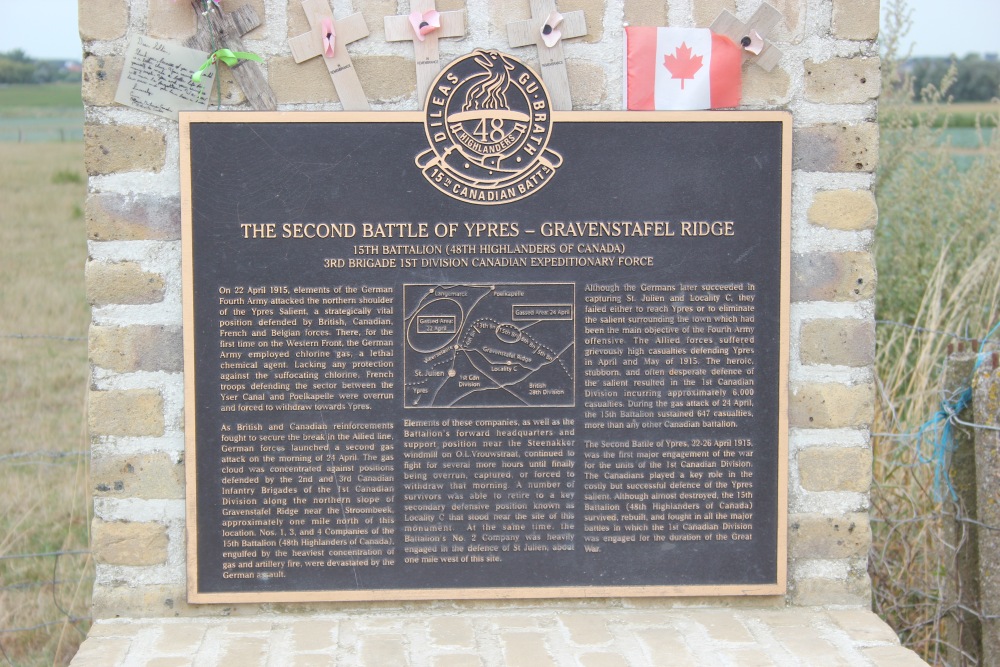 Dear
IN REMEMBRANCE
IN REMEMBRANCE
IN REMEMBRANCE
DILEAS GU BRATH
48
HIGHLANDERS
15TH CANADIAN BATTN
THE SECOND BATTLE OF YPRES – GRAVENSTAFEL RIDGE
15TH BATTALION (48TH HIGHLANDERS OF CANADA)
3RD BRIGADE 1ST DIVISION CANADIAN EXPEDITIONARY FORCE
On 22 April 1915, elements of the German
Fourth Army attacked the northern shoulder
of the Ypres Salient, a strategically vital
position defended by British, Canadian,
French and Belgian forces. There, for the
first time on the Western Front, the German
Army employed chlorine gas, a lethal
chemical agent. Lacking any protection
against the suffocating chlorine, French
troops defending the sector between the
Yser Canal and Poelkapelle were overrun
and forced to withdraw towards Ypres.
As British and Canadian reinforcements
fought to secure the break in the Allied line,
German forces launched a second gas
attack on the morning of 24 April. The gas
cloud was concentrated against positions
defended by the 2nd and 3rd Canadian
Infantry Brigades of the 1st Canadian
Division along the northern slope of
Gravenstafel Ridge near the Stroombeek,
approximately one mile north of this
location. Nos. 1, 3, and 4 Companies of the
15th Battalion (48th Highlanders of Canada),
engulfed by the heaviest concentration of
gas and artillery fire, were devastated by the
German assault.
Langemarck
Poelkapelle
Gassed Area:
22 April
Gassed Area: 24 April
7th Bn
15th Bn
8th Bn
5th Bn
Gravenstafel Ridge
Locality C
St. Julien
1st Cdn
Division
British
28th Division
Ypres
Elements of these companies, as well as the
Battalion's forward headquarters and
support position near the Steenakker
windmill on O.L.Vrouwstraat, continued to
fight for several more hours until finally
being overrun, captured, or forced to
withdraw that morning. A number of
survivors was able to retire to a key
secondary defensive position known as
Locality C that stood near the site of this
monument. At the same time, the
Battalion's No. 2 Company was heavily
engaged in the defence of St Julien, about
one mile west of this site.
Although the Germans later succeeded in
capturing St. Julien and Locality C, they
failed either to reach Ypres or to eliminate
the salient surrounding the town which had
been the main objective of the Fourth Army
offensive. The Allied forces suffered
grievously high casualties defending Ypres
in April and May of 1915. The heroic,
stubborn, and often desperate defence of
the salient resulted in the 1st Canadian
Division incurring approximately 6,000
casualties. During the gas attack of 24 April,
the 15th Battalion sustained 647 casualties,
more than any other Canadian battalion.
The Second Battle of Ypres, 22-26 April 1915,
was the first major engagement of the war
for the units of the 1st Canadian Division.
The Canadians played a key role in the
costly but successful defence of the Ypres
salient. Although almost destroyed, the 15th
Battalion (48th Highlanders of Canada)
survived, rebuilt, and fought in all the major
battles in which the 1st Canadian Division
was engaged for the duration of the Great
War.